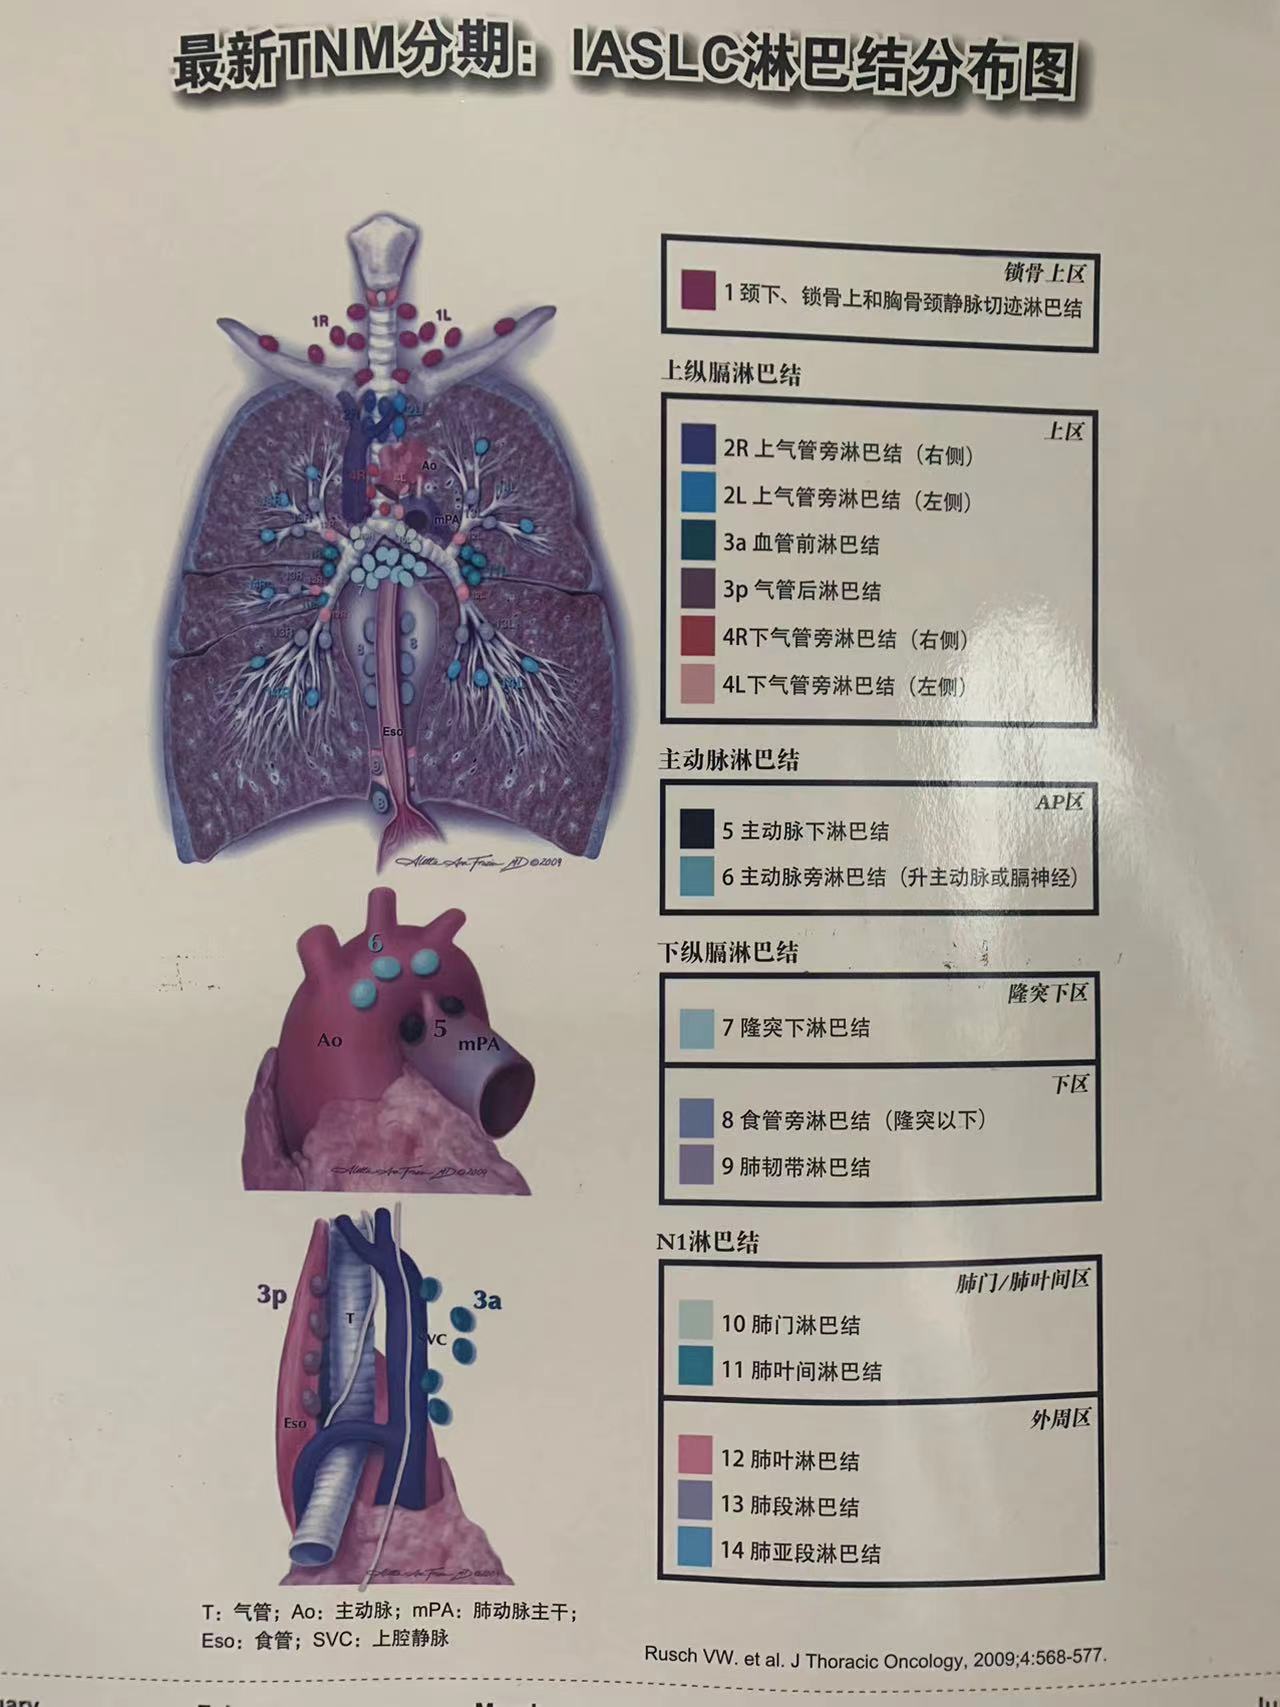 最新TNM分期：IASLC淋巴结分布图
锁骨上区
1 颈下、锁骨上和胸骨颈静脉切迹淋巴结
上纵膈淋巴结
上区
2R 上气管旁淋巴结（右侧）
2L 上气管旁淋巴结（左侧）
3a 血管前淋巴结
3p 气管后淋巴结
4R下气管旁淋巴结（右侧）
4L下气管旁淋巴结（左侧）
主动脉淋巴结
AP区
5 主动脉下淋巴结
6 主动脉旁淋巴结（升主动脉或膈神经）
下纵膈淋巴结
隆突下区
7 隆突下淋巴结
下区
8 食管旁淋巴结（隆突以下）
9 肺韧带淋巴结
N1淋巴结
肺门/肺叶间区
10 肺门淋巴结
11 肺叶间淋巴结
外周区
12 肺叶淋巴结
13 肺段淋巴结
14 肺亚段淋巴结
1R
1L
2L
4R
4L
Ao
mPA
7
8
8
Eso
9
8
MD©2009
6
5
Ao
mPA
MD©2009
3p
T
3a
VC
Eso
T：气管；Ao：主动脉；mPA：肺动脉主干；
Eso：食管；SVC：上腔静脉
Rusch VW. et al. J Thoracic Oncology, 2009;4:568-577.